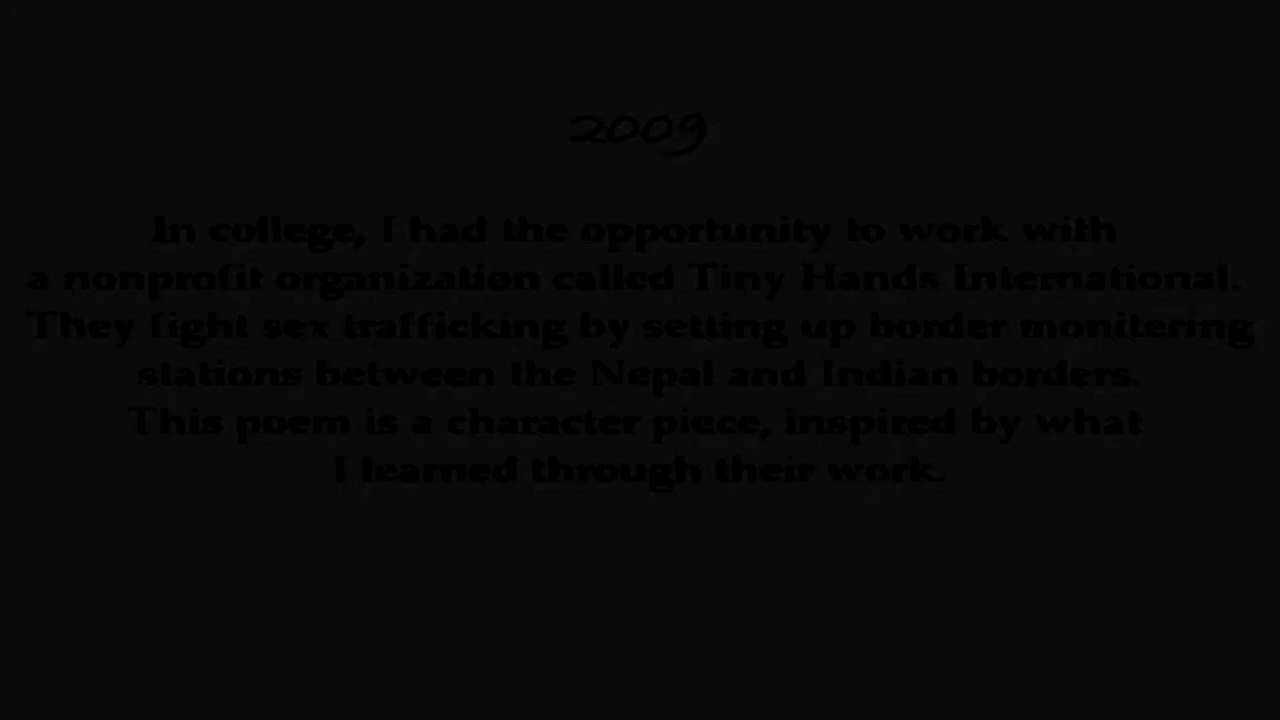 2009
In college, I had the opportunity to work with
a nonprofit organization called Tiny Hands International.
They fight sex trafficking by setting up border monitering
stations between the Nepal and Indian borders.
This poem is a character piece, inspired by what
I learned through their work.